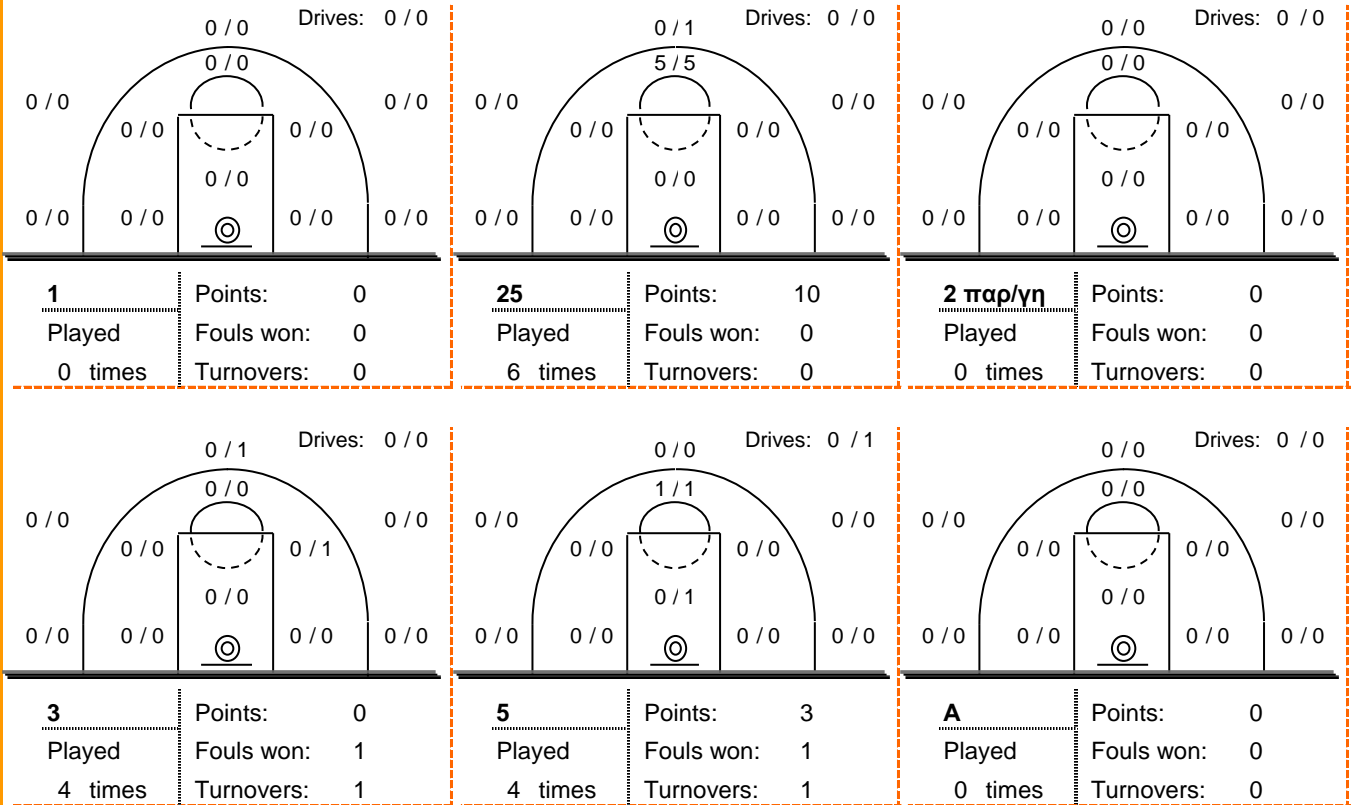 Drives: 0 / 0
0 / 0
0 / 0
0 / 0 0 / 0
0 / 0 0 / 0
0 / 0
0 / 0 0 / 0 0 / 0 0 / 0
1 Points: 0
Played Fouls won: 0
0 times Turnovers: 0
Drives: 0 / 0
0 / 1
5 / 5
0 / 0 0 / 0
0 / 0 0 / 0
0 / 0
0 / 0 0 / 0 0 / 0 0 / 0
25 Points: 10
Played Fouls won: 0
6 times Turnovers: 0
Drives: 0 / 0
0 / 0
0 / 0
0 / 0 0 / 0
0 / 0 0 / 0
0 / 0
0 / 0 0 / 0 0 / 0 0 / 0
2 παρ/γη Points: 0
Played Fouls won: 0
0 times Turnovers: 0
Drives: 0 / 0
0 / 1
0 / 0
0 / 0 0 / 0
0 / 0 0 / 1
0 / 0
0 / 0 0 / 0 0 / 0 0 / 0
3 Points: 0
Played Fouls won: 1
4 times Turnovers: 1
Drives: 0 / 1
0 / 0
1 / 1
0 / 0 0 / 0
0 / 0 0 / 0
0 / 1
0 / 0 0 / 0 0 / 0 0 / 0
5 Points: 3
Played Fouls won: 1
4 times Turnovers: 1
Drives: 0 / 0
0 / 0
0 / 0
0 / 0 0 / 0
0 / 0 0 / 0
0 / 0
0 / 0 0 / 0 0 / 0 0 / 0
A Points: 0
Played Fouls won: 0
0 times Turnovers: 0